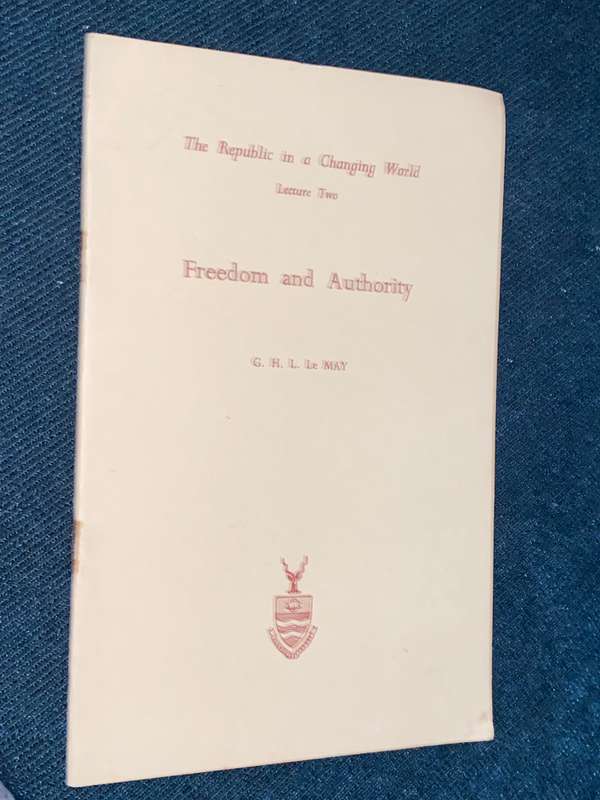 The Republic in a Changing World
Lecture Two
Freedom and Authority
G. H. L. Le MAY